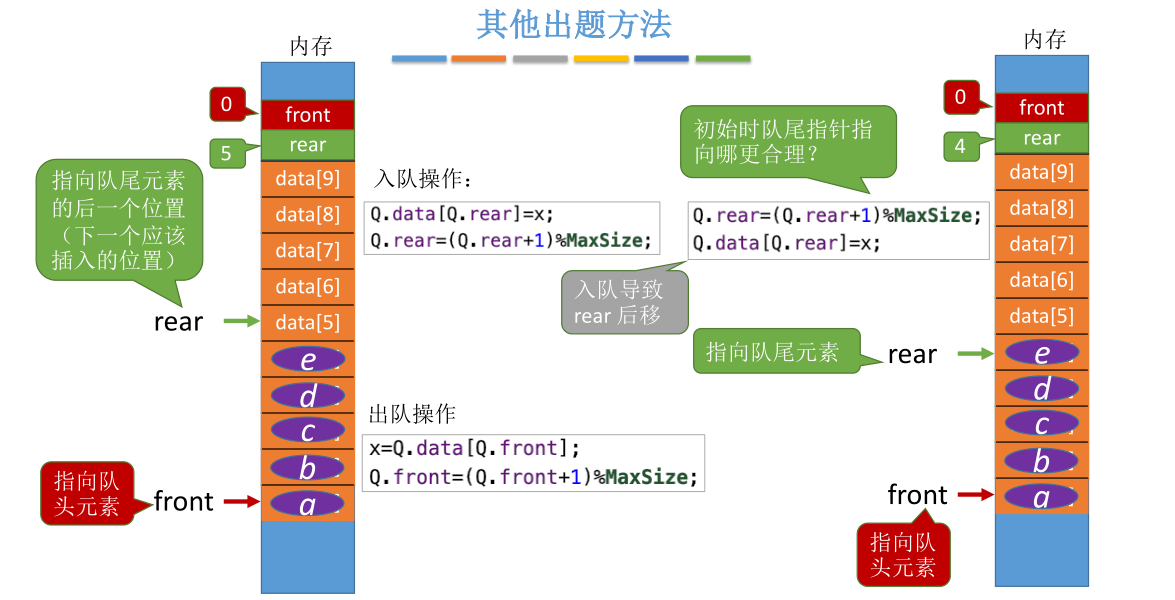 其他出题方法
内存
0
front
5
rear
data[9]
data[8]
data[7]
data[6]
data[5]
e
d
c
b
a
指向队尾元素
的后一个位置
（下一个应该
插入的位置）
rear
指向队
头元素
front
入队操作：
Q.data[Q.rear]=x;
Q.rear=(Q.rear+1)%MaxSize;
出队操作
x=Q.data[Q.front];
Q.front=(Q.front+1)%MaxSize;
初始时队尾指针指
向哪更合理？
Q.rear=(Q.rear+1)%MaxSize;
Q.data[Q.rear]=x;
入队导致
rear 后移
指向队尾元素
rear
front
指向队
头元素
内存
0
front
4
rear
data[9]
data[8]
data[7]
data[6]
data[5]
e
d
c
b
a